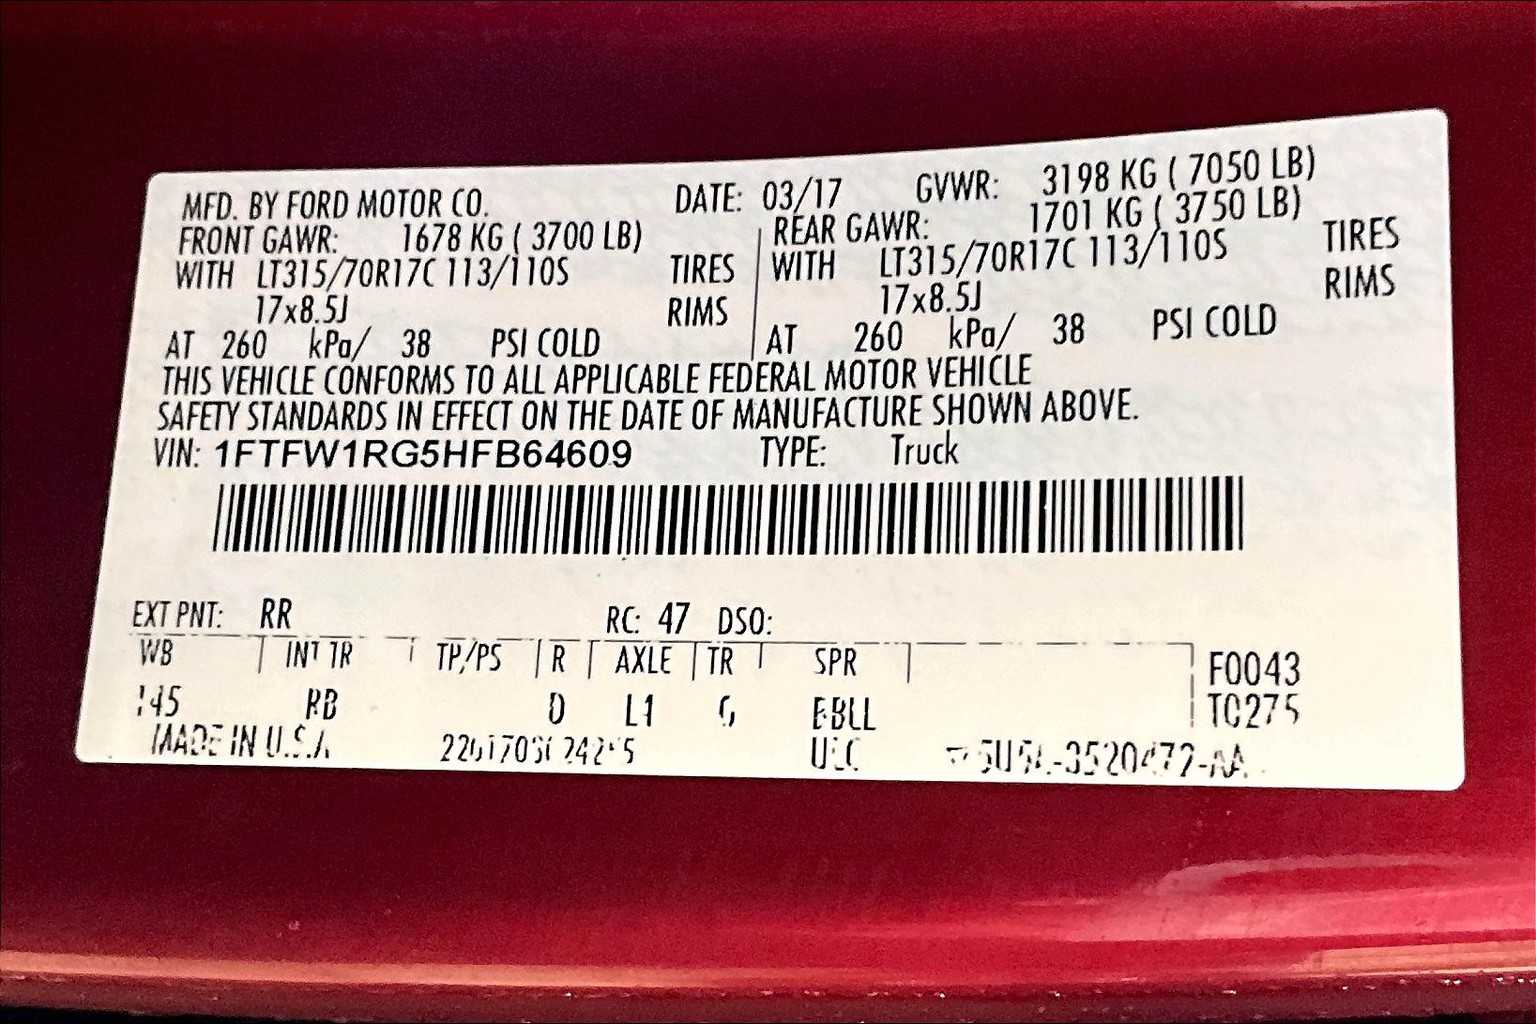 MFD. BY FORD MOTOR CO. DATE: 03/17 GVWR: 3198 KG ( 7050 LB)
FRONT GAWR: 1678 KG ( 3700 LB) REAR GAWR: 1701 KG ( 3750 LB)
WITH LT315/70R17C 113/110S TIRES WITH LT315/70R17C 113/110S TIRES
17x8.5J RIMS 17x8.5J RIMS
AT 260 kPa/ 38 PSI COLD AT 260 kPa/ 38 PSI COLD
THIS VEHICLE CONFORMS TO ALL APPLICABLE FEDERAL MOTOR VEHICLE
SAFETY STANDARDS IN EFFECT ON THE DATE OF MANUFACTURE SHOWN ABOVE.
VIN: 1FTFW1RG5HFB64609 TYPE: Truck
EXT PNT: RR RC: 47 DSO:
WB INT TR TP/PS R AXLE TR SPR F0043
145 RB L4 G T0275
MADE IN U.S.A